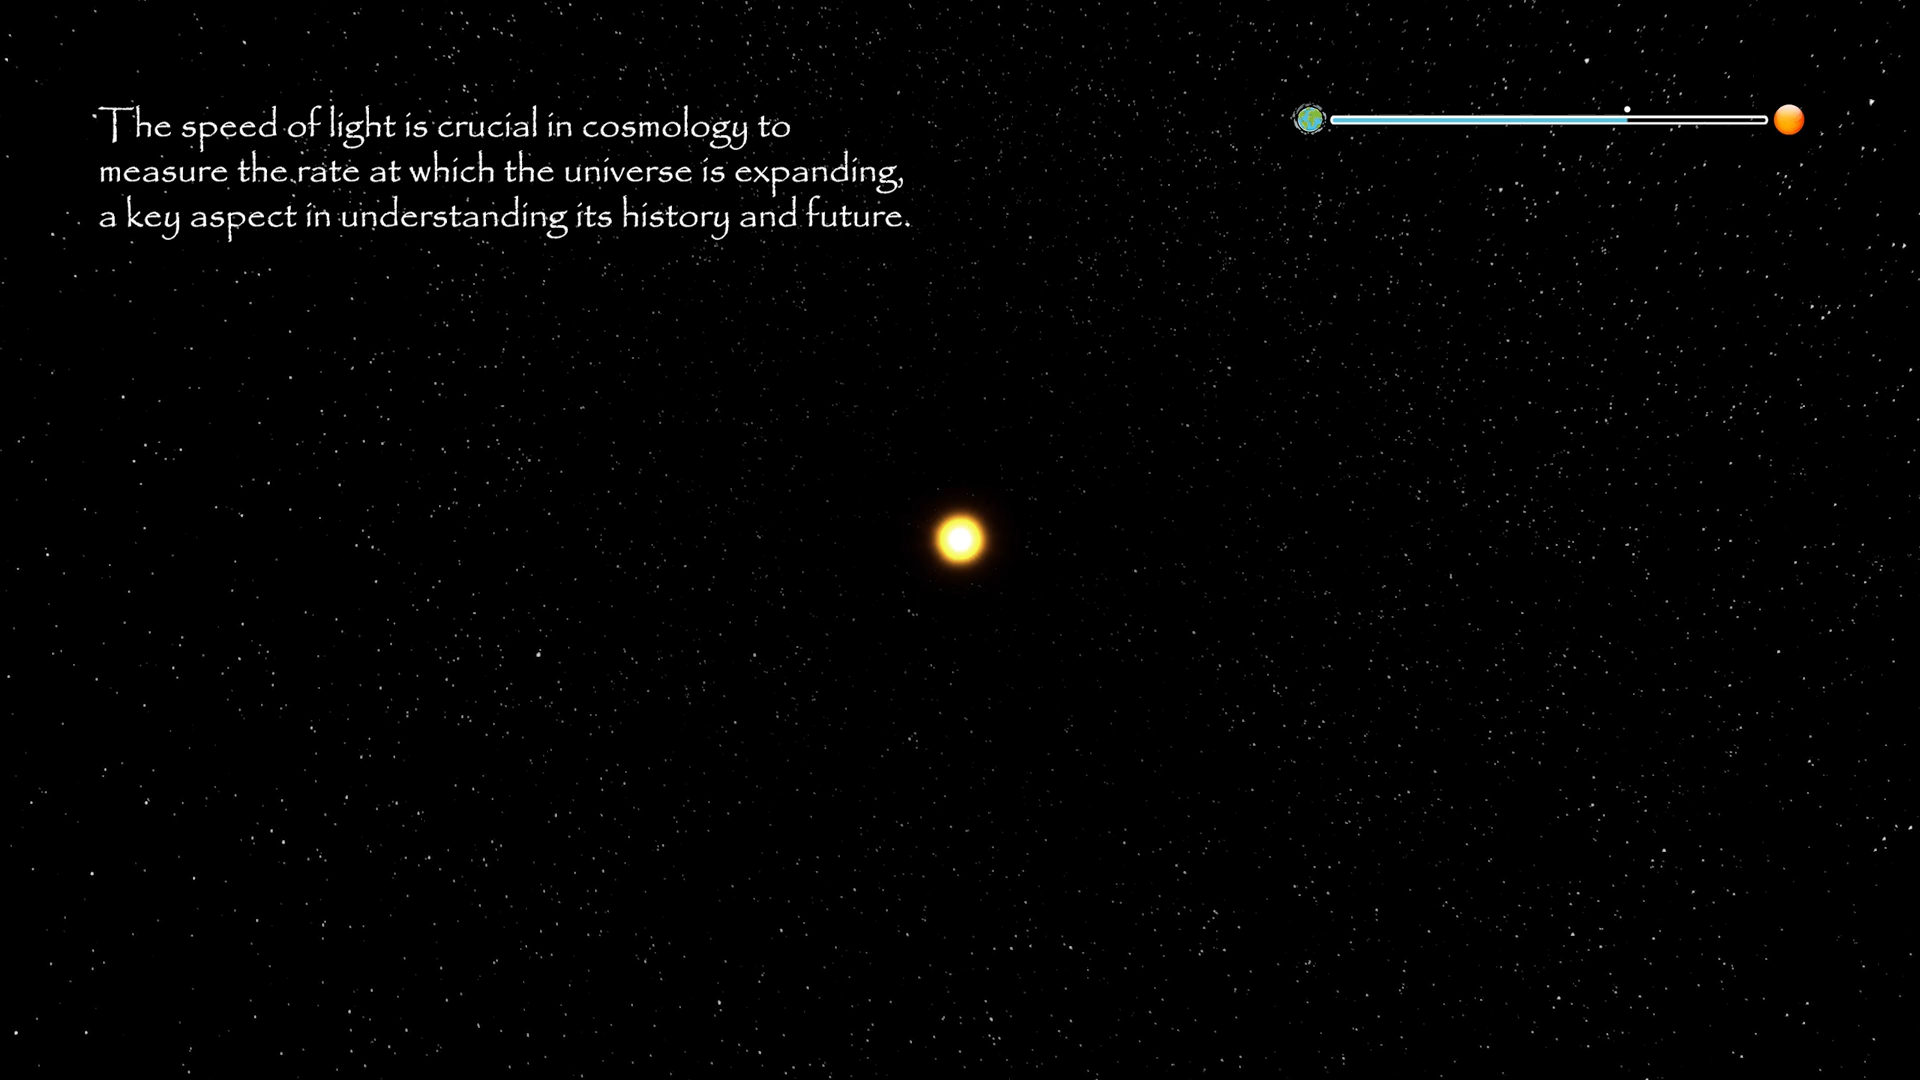 The speed of light is crucial in cosmology to
measure the rate at which the universe is expanding,
a key aspect in understanding its history and future.